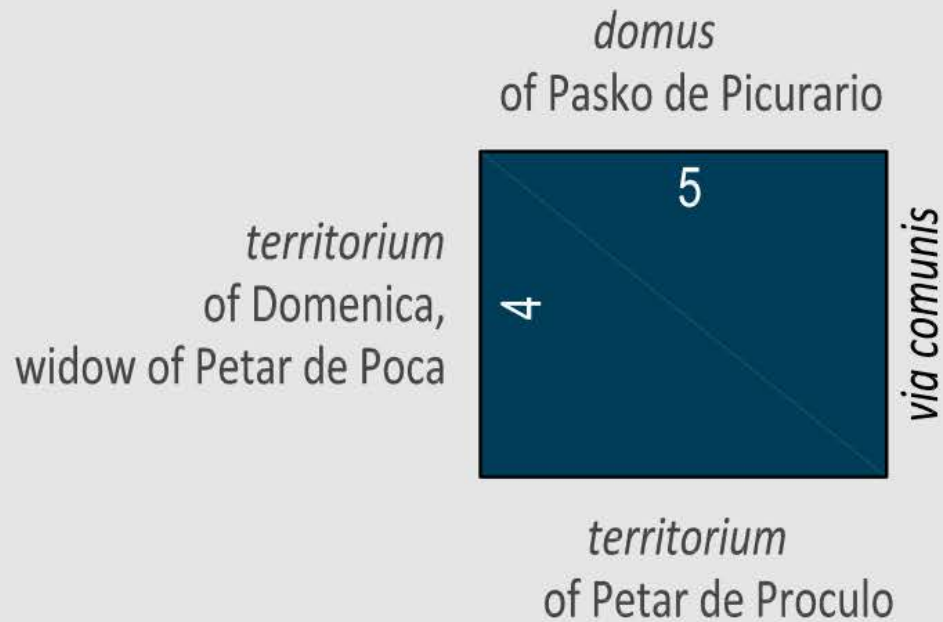 domus
of Pasko de Picurario
5
territorium
of Domenica,
widow of Petar de Poca
4
via comunis
territorium
of Petar de Proculo